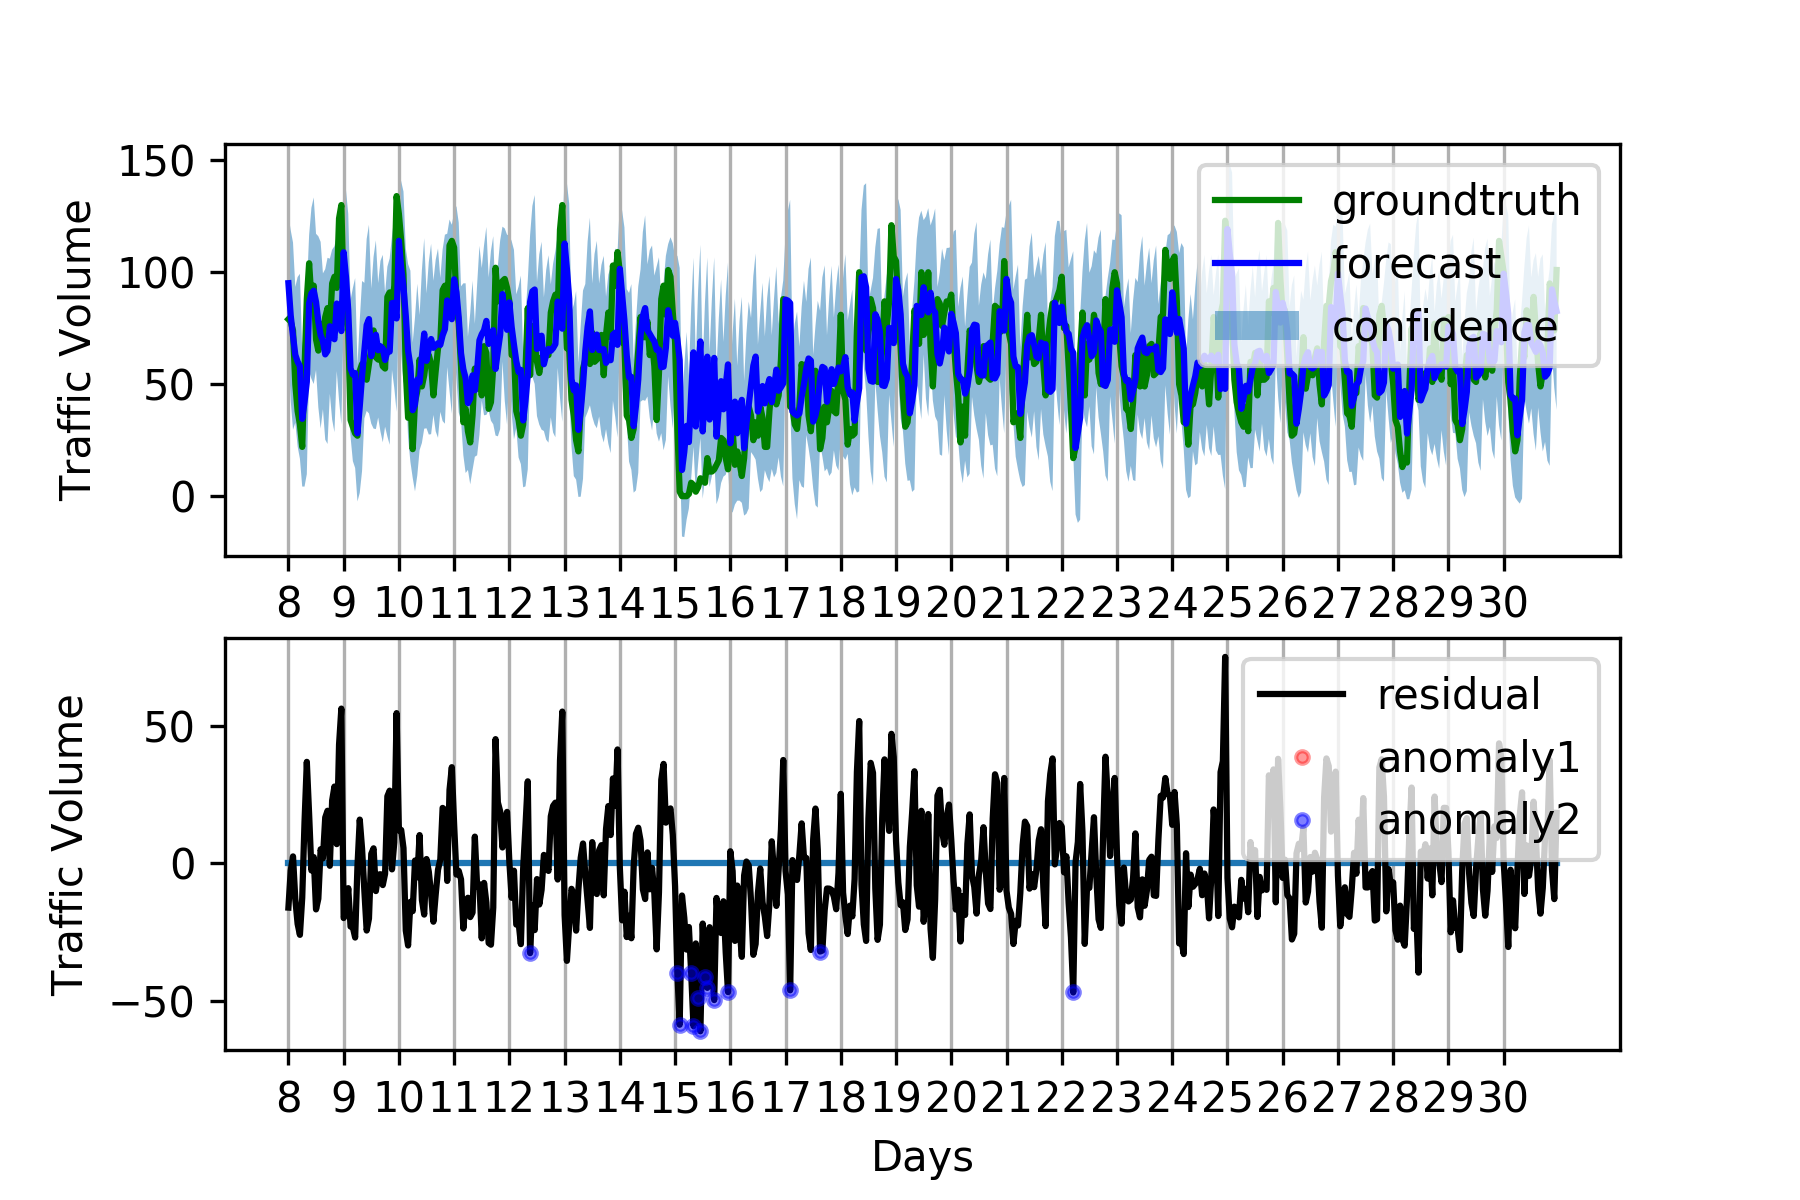 Traffic Volume
150
100
50
0
groundtruth
forecast
confidence
8 9 10 11 12 13 14 15 16 17 18 19 20 21 22 23 24 25 26 27 28 29 30
Traffic Volume
50
0
−50
residual
anomaly1
anomaly2
8 9 10 11 12 13 14 15 16 17 18 19 20 21 22 23 24 25 26 27 28 29 30
Days